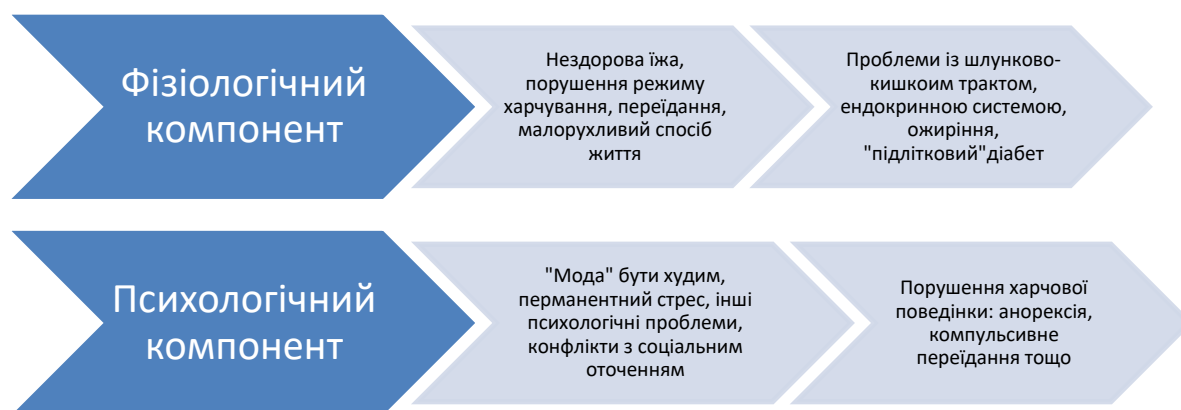 Фізіологічний
компонент
Нездорова їжа,
порушення режиму
харчування, переїдання,
малорухливий спосіб
життя
Проблеми із шлунково-
кишкоим трактом,
ендокринною системою,
ожиріння,
"підлітковий"діабет
Психологічний
компонент
"Мода" бути худим,
перманентний стрес, інші
психологічні проблеми,
конфлікти з соціальним
оточенням
Порушення харчової
поведінки: анорексія,
компульсивне
переїдання тощо